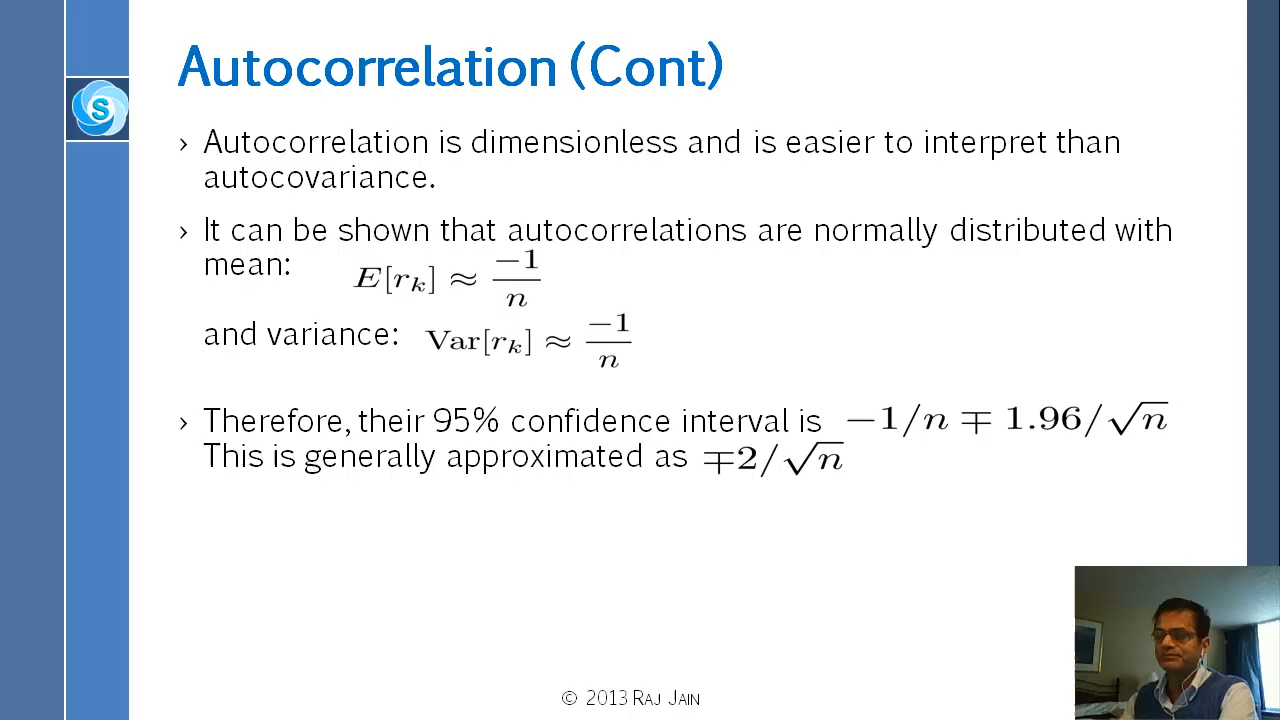 Autocorrelation (Cont)
S
› Autocorrelation is dimensionless and is easier to interpret than
autocovariance.
› It can be shown that autocorrelations are normally distributed with
mean: E[r_k] ≈ −1/n
and variance: Var[r_k] ≈ −1/n
› Therefore, their 95% confidence interval is −1/n ∓ 1.96/√n
This is generally approximated as ∓2/√n
© 2013 RAJ JAIN